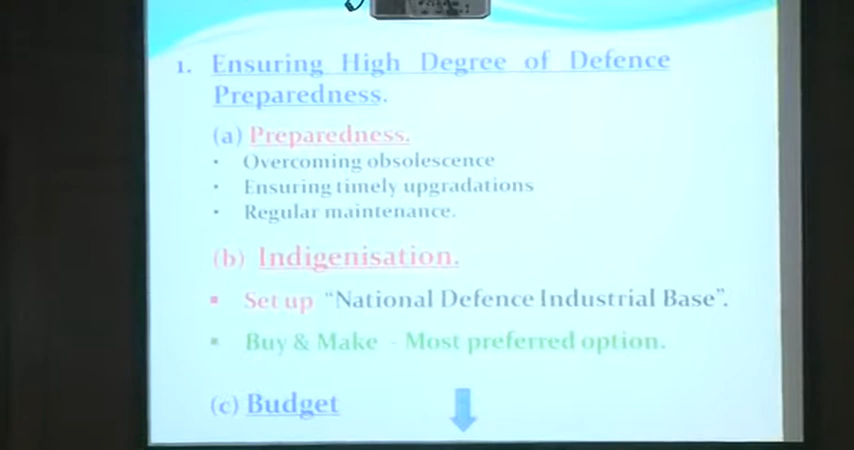 1. Ensuring High Degree of Defence
Preparedness.
(a) Preparedness.
• Overcoming obsolescence
• Ensuring timely upgradations
• Regular maintenance.
(b) Indigenisation.
▪ Set up "National Defence Industrial Base".
▪ Buy & Make - Most preferred option.
(c) Budget